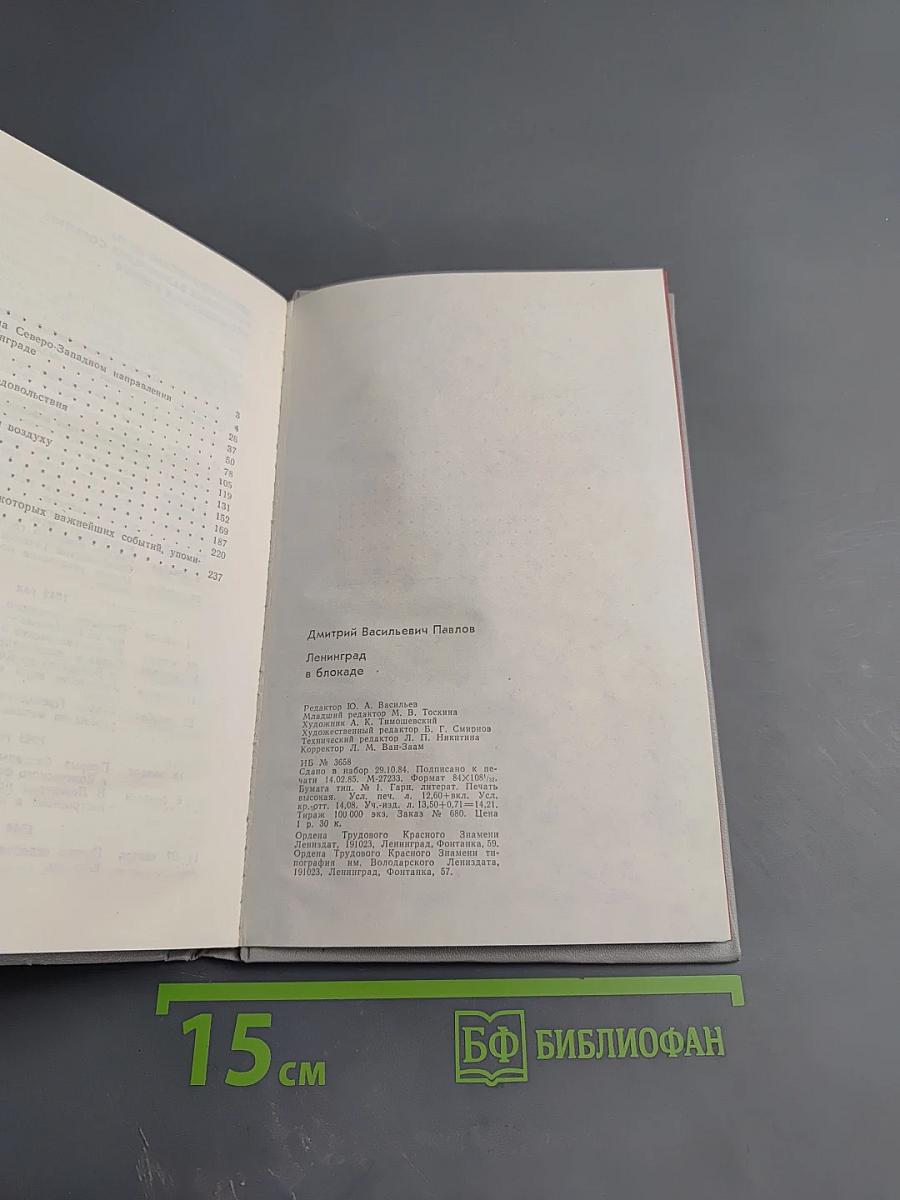 на Северо-Западном направлении
3
4
26
довольствия
37
50
воздуху
78
105
119
131
152
169
187
которых важнейших событий, упоми-
220
237
Дмитрий Васильевич Павлов
Ленинград
в блокаде
Редактор Ю. А. Васильев
Младший редактор М. В. Тоскина
Художник А. К. Тимошевский
Художественный редактор Б. Г. Смирнов
Технический редактор Л. П. Никитина
Корректор Л. М. Ван-Заам
ИБ № 3658
Сдано в набор 29.10.84. Подписано к пе-
чати 14.02.85. М-27233. Формат 84×108¹/₃₂.
Бумага тип. № 1. Гарн. литерат. Печать
высокая. Усл. печ. л. 12,60+вкл. Усл.
кр.-отт. 14,08. Уч.-изд. л. 13,50+0,71=14,21.
Тираж 100 000 экз. Заказ № 680. Цена
1 р. 30 к.
Ордена Трудового Красного Знамени
Лениздат, 191023, Ленинград, Фонтанка, 59.
Ордена Трудового Красного Знамени ти-
пография им. Володарского Лениздата,
191023, Ленинград, Фонтанка, 57.
15 см
БФ БИБЛИОФАН